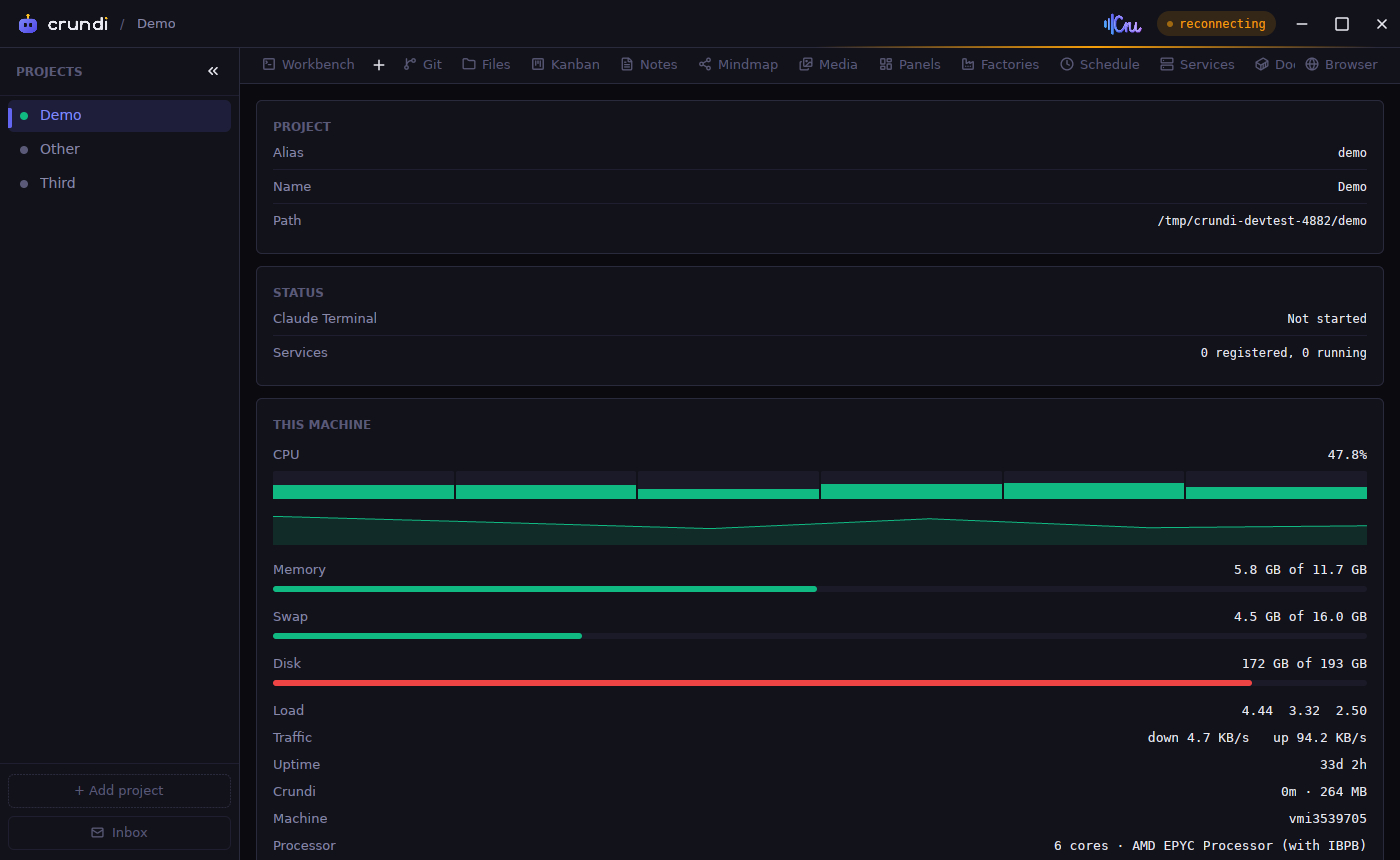 crundi / Demo
Cru
reconnecting
PROJECTS
Workbench + Git Files Kanban Notes Mindmap Media Panels Factories Schedule Services Doc Browser
Demo
Other
Third
+ Add project
Inbox
PROJECT
Alias demo
Name Demo
Path /tmp/crundi-devtest-4882/demo
STATUS
Claude Terminal Not started
Services 0 registered, 0 running
THIS MACHINE
CPU 47.8%
Memory 5.8 GB of 11.7 GB
Swap 4.5 GB of 16.0 GB
Disk 172 GB of 193 GB
Load 4.44 3.32 2.50
Traffic down 4.7 KB/s up 94.2 KB/s
Uptime 33d 2h
Crundi 0m · 264 MB
Machine vmi3539705
Processor 6 cores · AMD EPYC Processor (with IBPB)